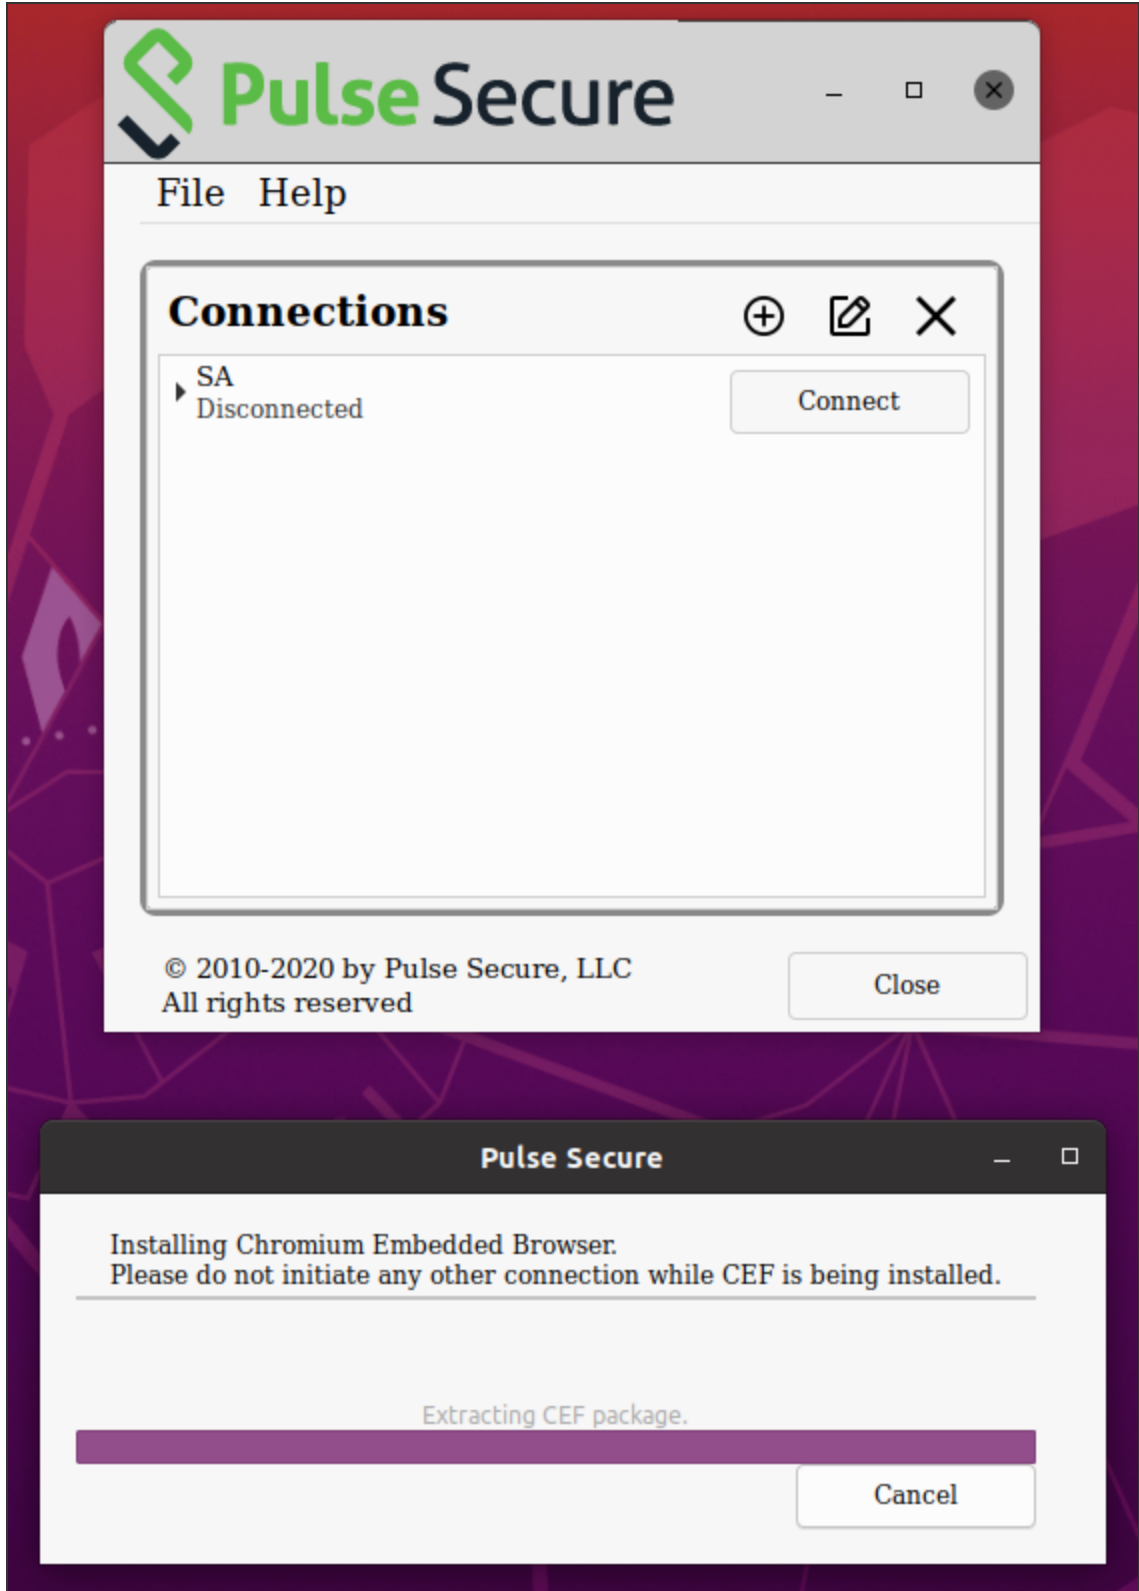 Pulse Secure
File Help
Connections
SA
Disconnected
Connect
© 2010-2020 by Pulse Secure, LLC
All rights reserved
Close
Pulse Secure
Installing Chromium Embedded Browser.
Please do not initiate any other connection while CEF is being installed.
Extracting CEF package.
Cancel